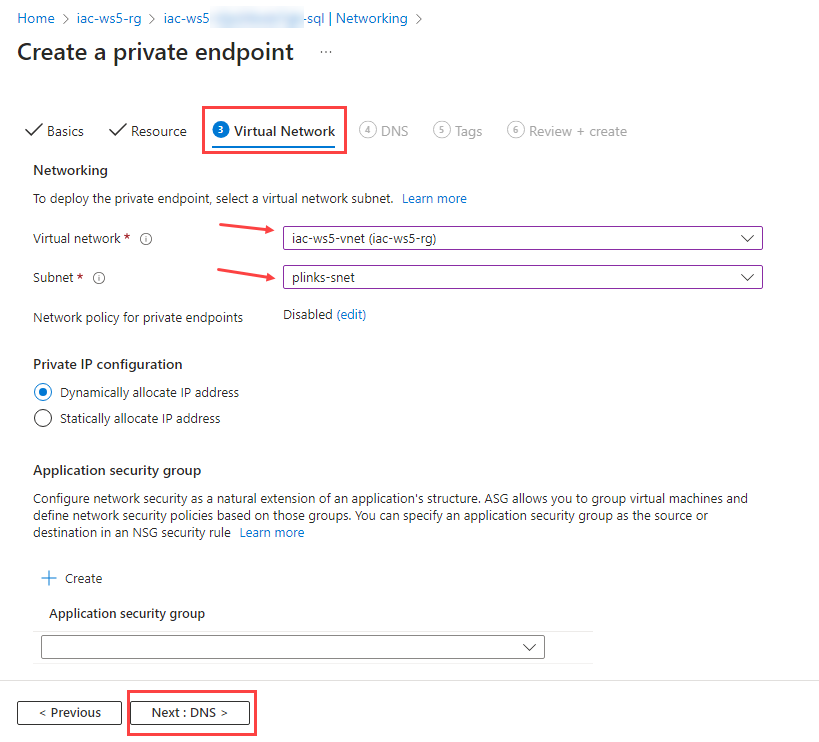 Home > iac-ws5-rg > iac-ws5 -sql | Networking >
Create a private endpoint ...
Basics Resource 3 Virtual Network 4 DNS 5 Tags 6 Review + create
Networking
To deploy the private endpoint, select a virtual network subnet. Learn more
Virtual network * iac-ws5-vnet (iac-ws5-rg)
Subnet * plinks-snet
Network policy for private endpoints Disabled (edit)
Private IP configuration
Dynamically allocate IP address
Statically allocate IP address
Application security group
Configure network security as a natural extension of an application's structure. ASG allows you to group virtual machines and
define network security policies based on those groups. You can specify an application security group as the source or
destination in an NSG security rule Learn more
+ Create
Application security group
< Previous Next : DNS >